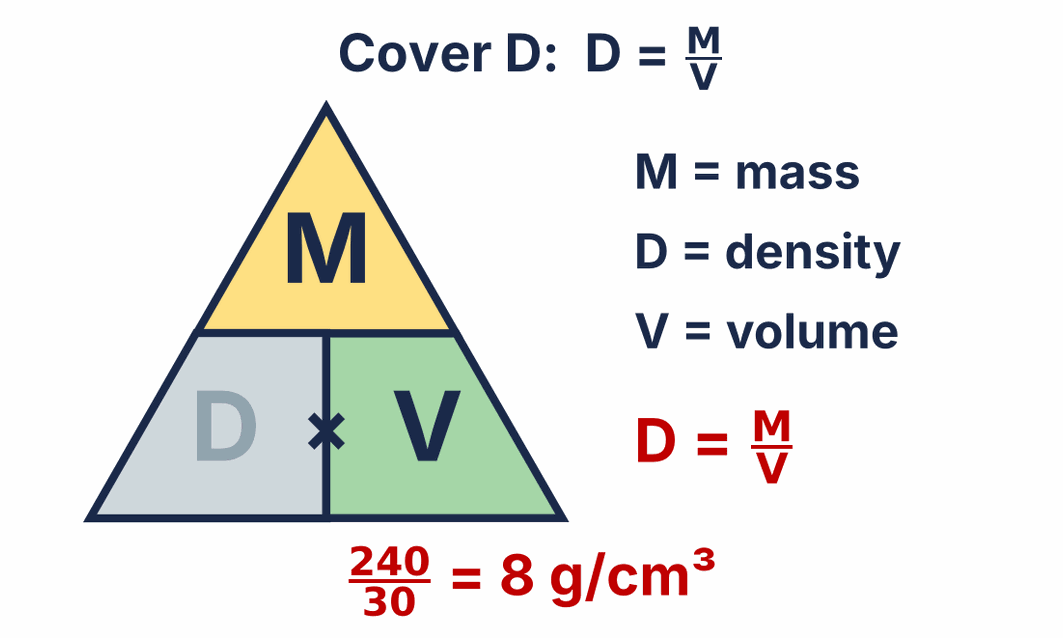 Cover D: D = M/V
M
M = mass
D = density
V = volume
D × V
D = M/V
240/30 = 8 g/cm³